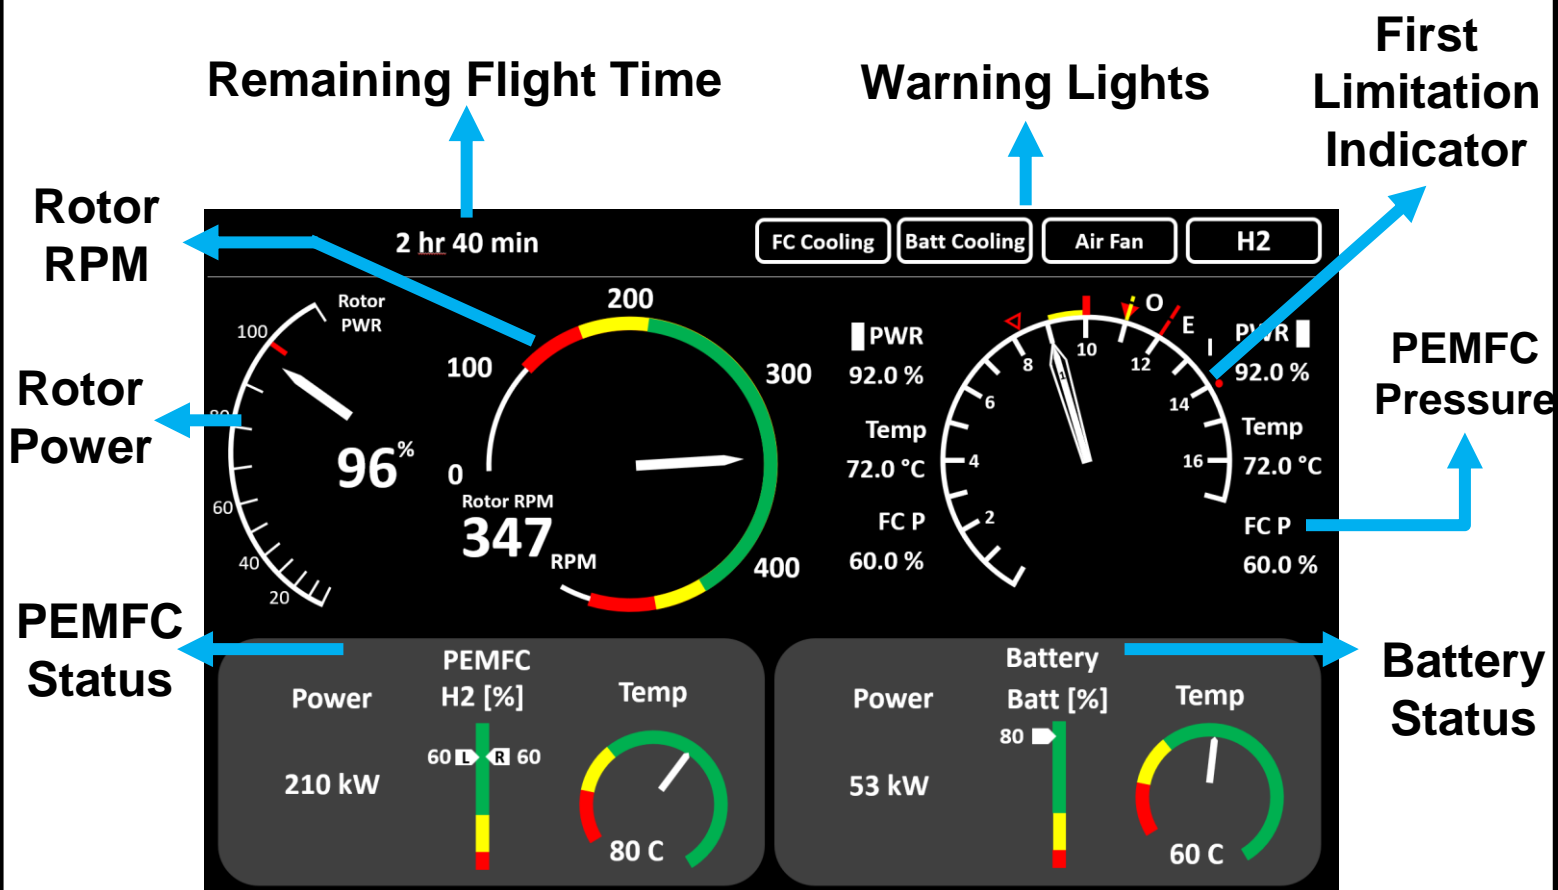 First
Limitation
Indicator
Remaining Flight Time
Warning Lights
Rotor
RPM
2 hr 40 min
FC Cooling
Batt Cooling
Air Fan
H2
Rotor
PWR
100
80
60
40
20
96%
Rotor
Power
200
100
300
0
400
Rotor RPM
347 RPM
PWR
92.0 %
Temp
72.0 °C
FC P
60.0 %
O
E
I
2
4
6
8
10
12
14
16
PWR
92.0 %
Temp
72.0 °C
FC P
60.0 %
PEMFC
Pressure
PEMFC
Status
PEMFC
Power
H2 [%]
Temp
60 L R 60
210 kW
80 C
Battery
Power
Batt [%]
Temp
80
53 kW
60 C
Battery
Status